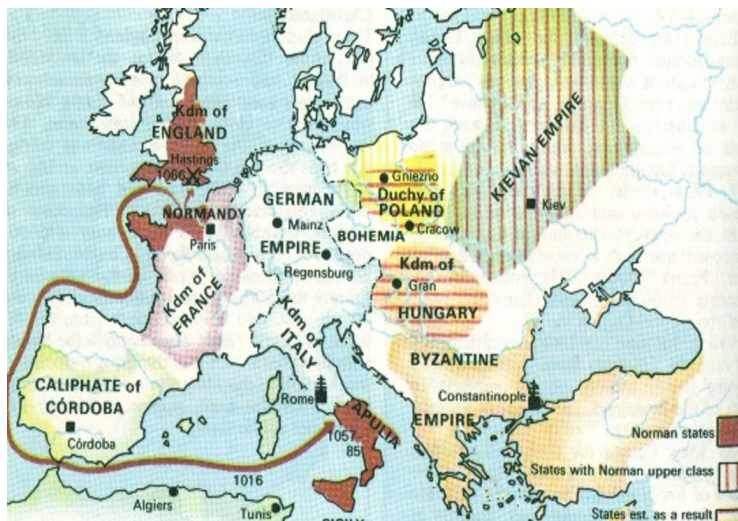 Kdm of
ENGLAND
Hastings
1066
NORMANDY
Paris
Kdm of
FRANCE
GERMAN
Mainz
EMPIRE
Regensburg
Kdm of
ITALY
Rome
APULIA
1057-
85
Gniezno
Duchy of
POLAND
BOHEMIA
Cracow
Kdm of
Gran
HUNGARY
KIEVAN EMPIRE
Kiev
BYZANTINE
Constantinople
EMPIRE
CALIPHATE of
CÓRDOBA
Córdoba
1016
Algiers
Tunis
Norman states
States with Norman upper class
States est. as a result